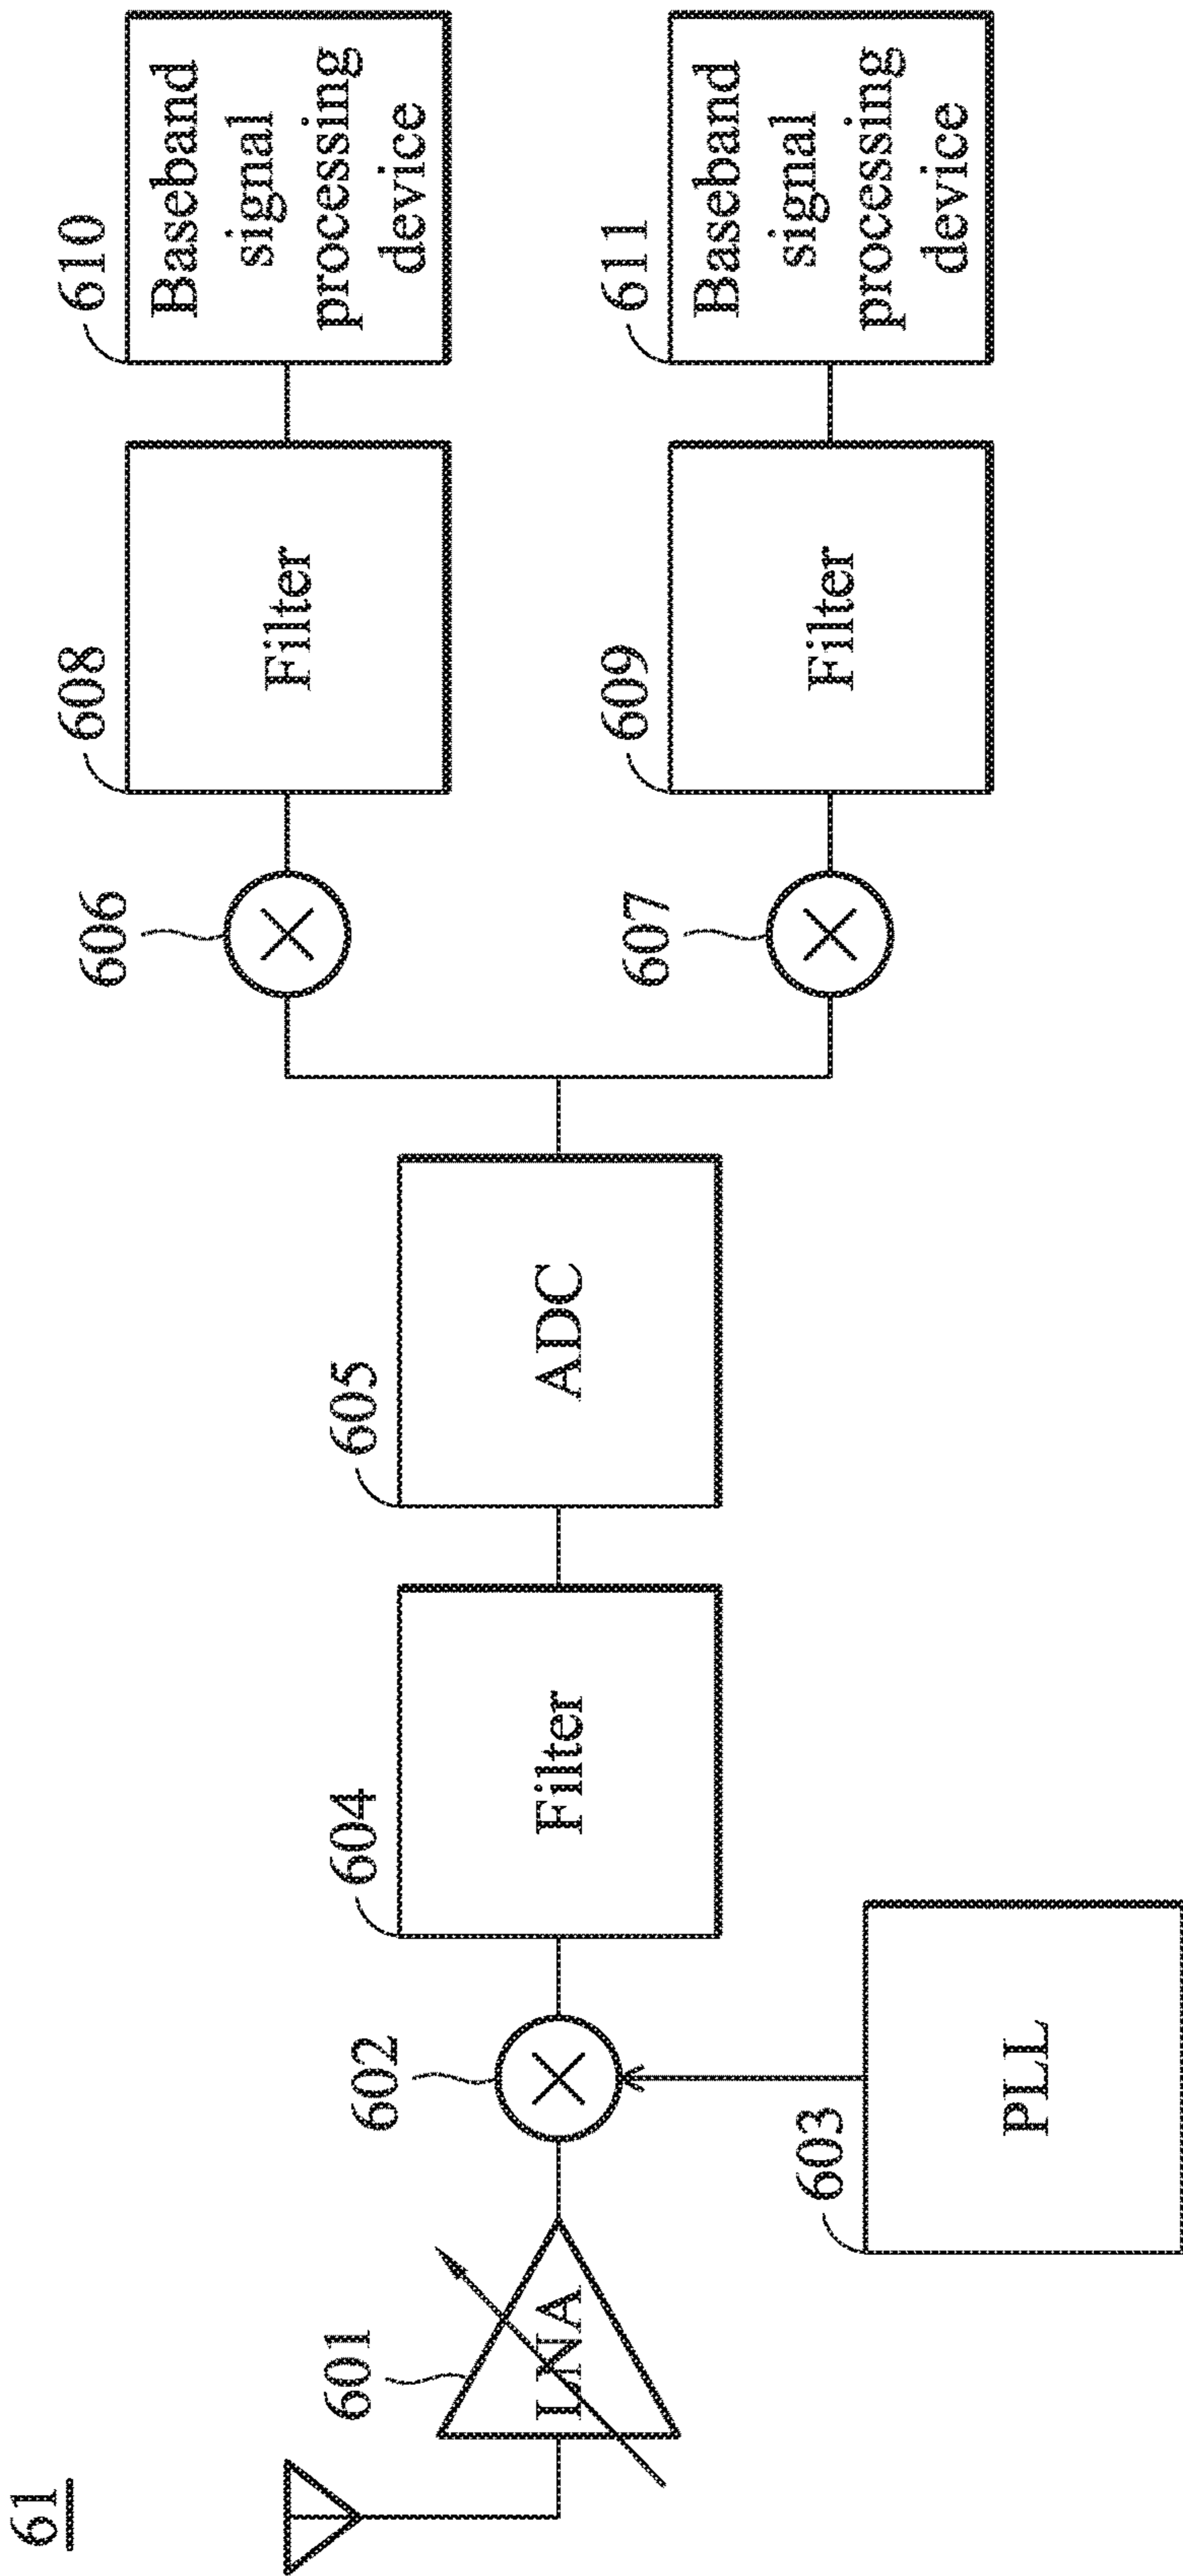 61
601
LNA
602
603
PLL
604
Filter
605
ADC
606
607
608
Filter
609
Filter
610
Baseband
signal
processing
device
611
Baseband
signal
processing
device